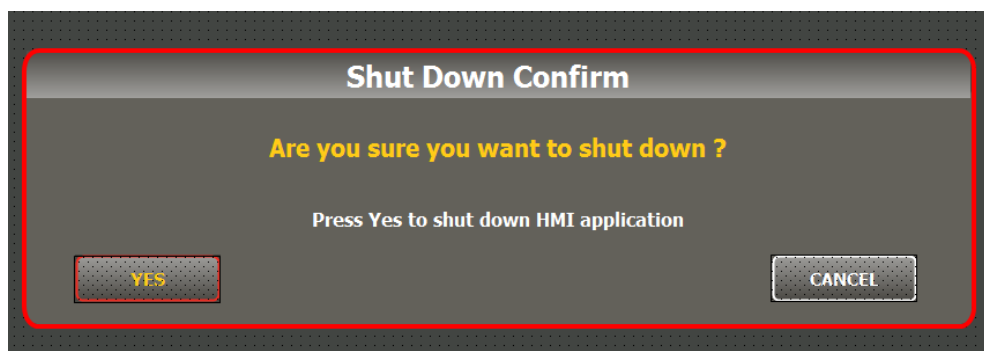 Shut Down Confirm
Are you sure you want to shut down ?
Press Yes to shut down HMI application
YES
CANCEL